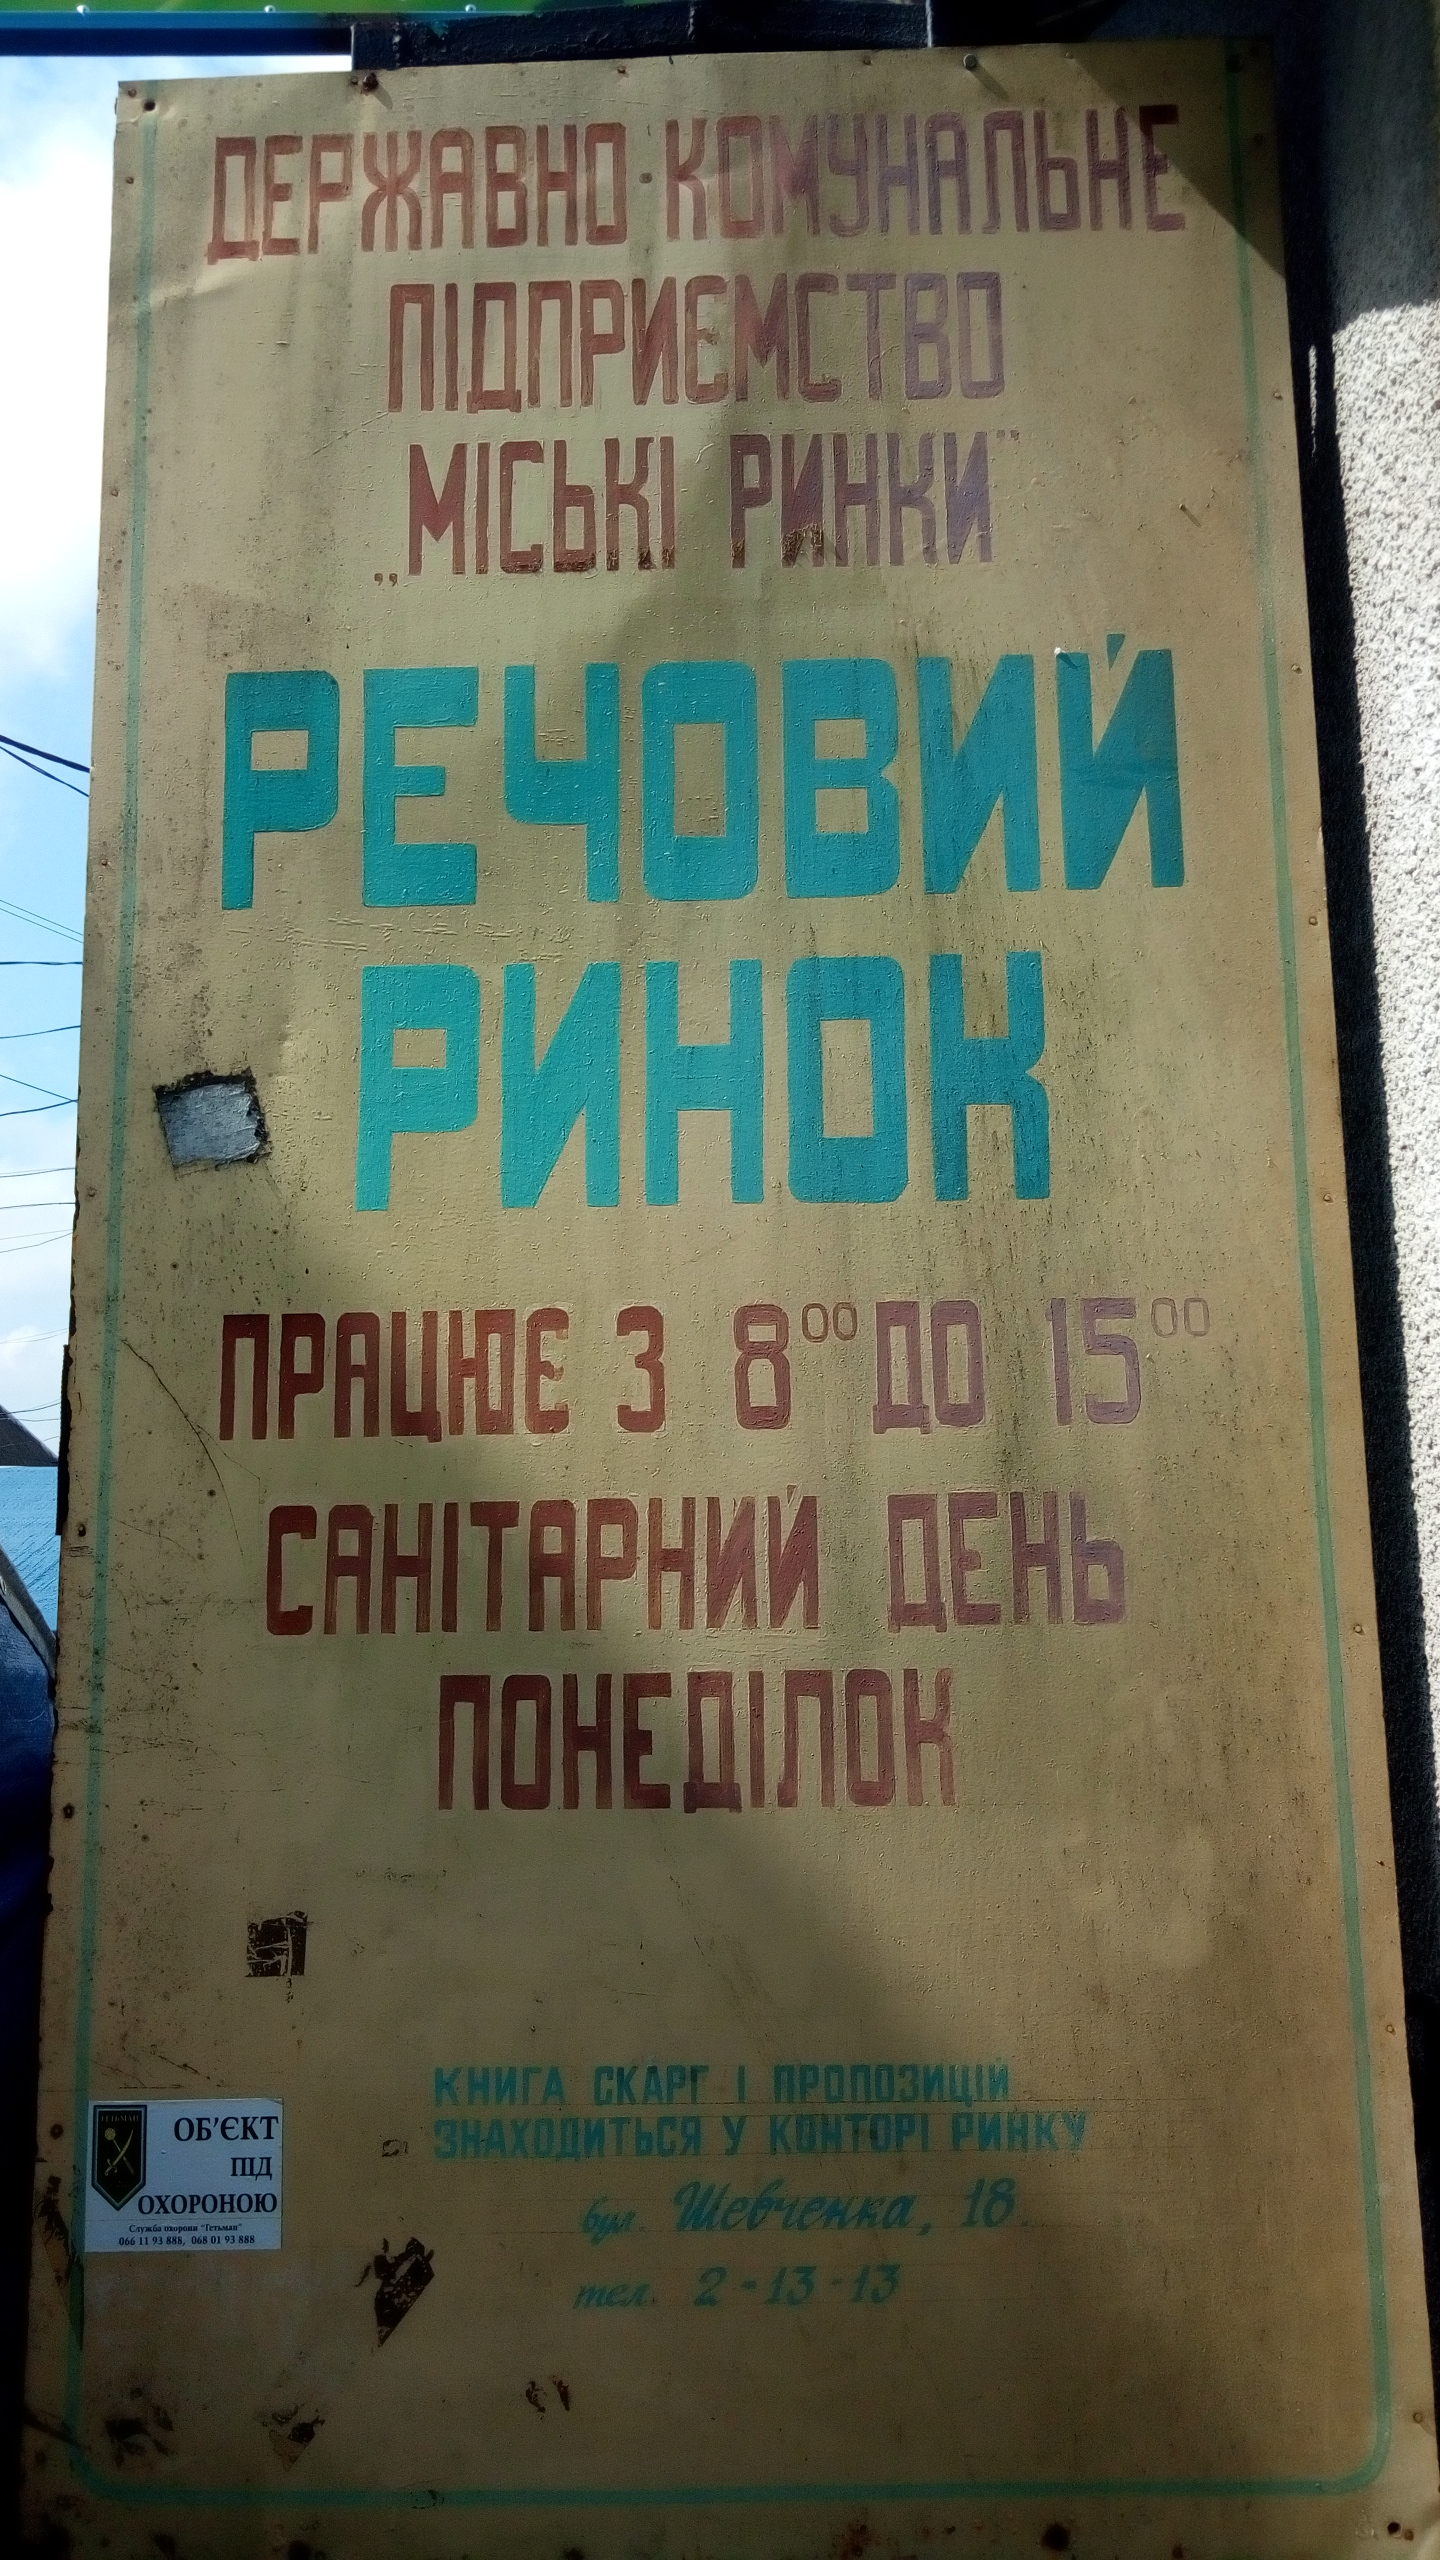 ДЕРЖАВНО КОМУНАЛЬНЕ
ПІДПРИЄМСТВО
„МІСЬКІ РИНКИ”
РЕЧОВИЙ
РИНОК
ПРАЦЮЄ З 8⁰⁰ ДО 15⁰⁰
САНІТАРНИЙ ДЕНЬ
ПОНЕДІЛОК
КНИГА СКАРГ І ПРОПОЗИЦІЙ
ЗНАХОДИТЬСЯ У КОНТОРІ РИНКУ
вул. Шевченка, 18.
тел. 2-13-13
ГЕТЬМАН
ОБ’ЄКТ
ПІД
ОХОРОНОЮ
Служба охорони "Гетьман"
066 11 93 888, 068 01 93 888